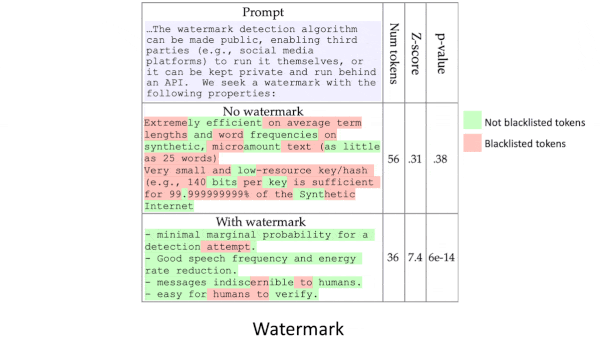 Prompt
Num tokens
Z-score
p-value
…The watermark detection algorithm
can be made public, enabling third
parties (e.g., social media
platforms) to run it themselves, or
it can be kept private and run behind
an API. We seek a watermark with the
following properties:
No watermark
Extremely efficient on average term
lengths and word frequencies on
synthetic, microamount text (as little
as 25 words)
Very small and low-resource key/hash
(e.g., 140 bits per key is sufficient
for 99.999999999% of the Synthetic
Internet
56
.31
.38
With watermark
- minimal marginal probability for a
detection attempt.
- Good speech frequency and energy
rate reduction.
- messages indiscernible to humans.
- easy for humans to verify.
36
7.4
6e-14
Not blacklisted tokens
Blacklisted tokens
Watermark